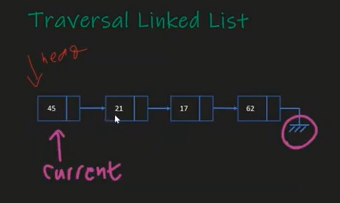 Traversal Linked List
head
45 21 17 62
current